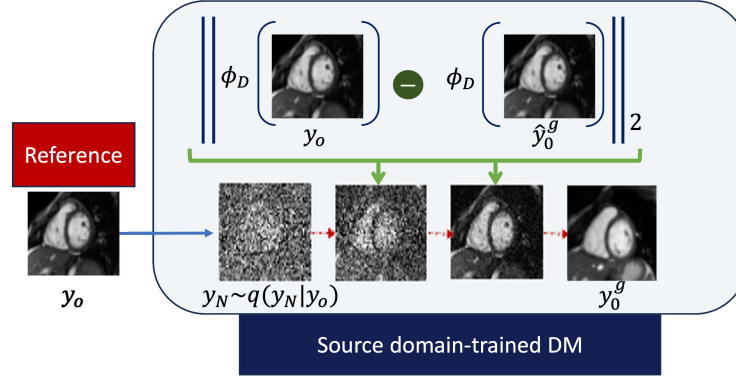 ϕ_D
ϕ_D
y_o
ŷ_0^g
2
Reference
y_o
y_N~q(y_N|y_o)
y_0^g
Source domain-trained DM